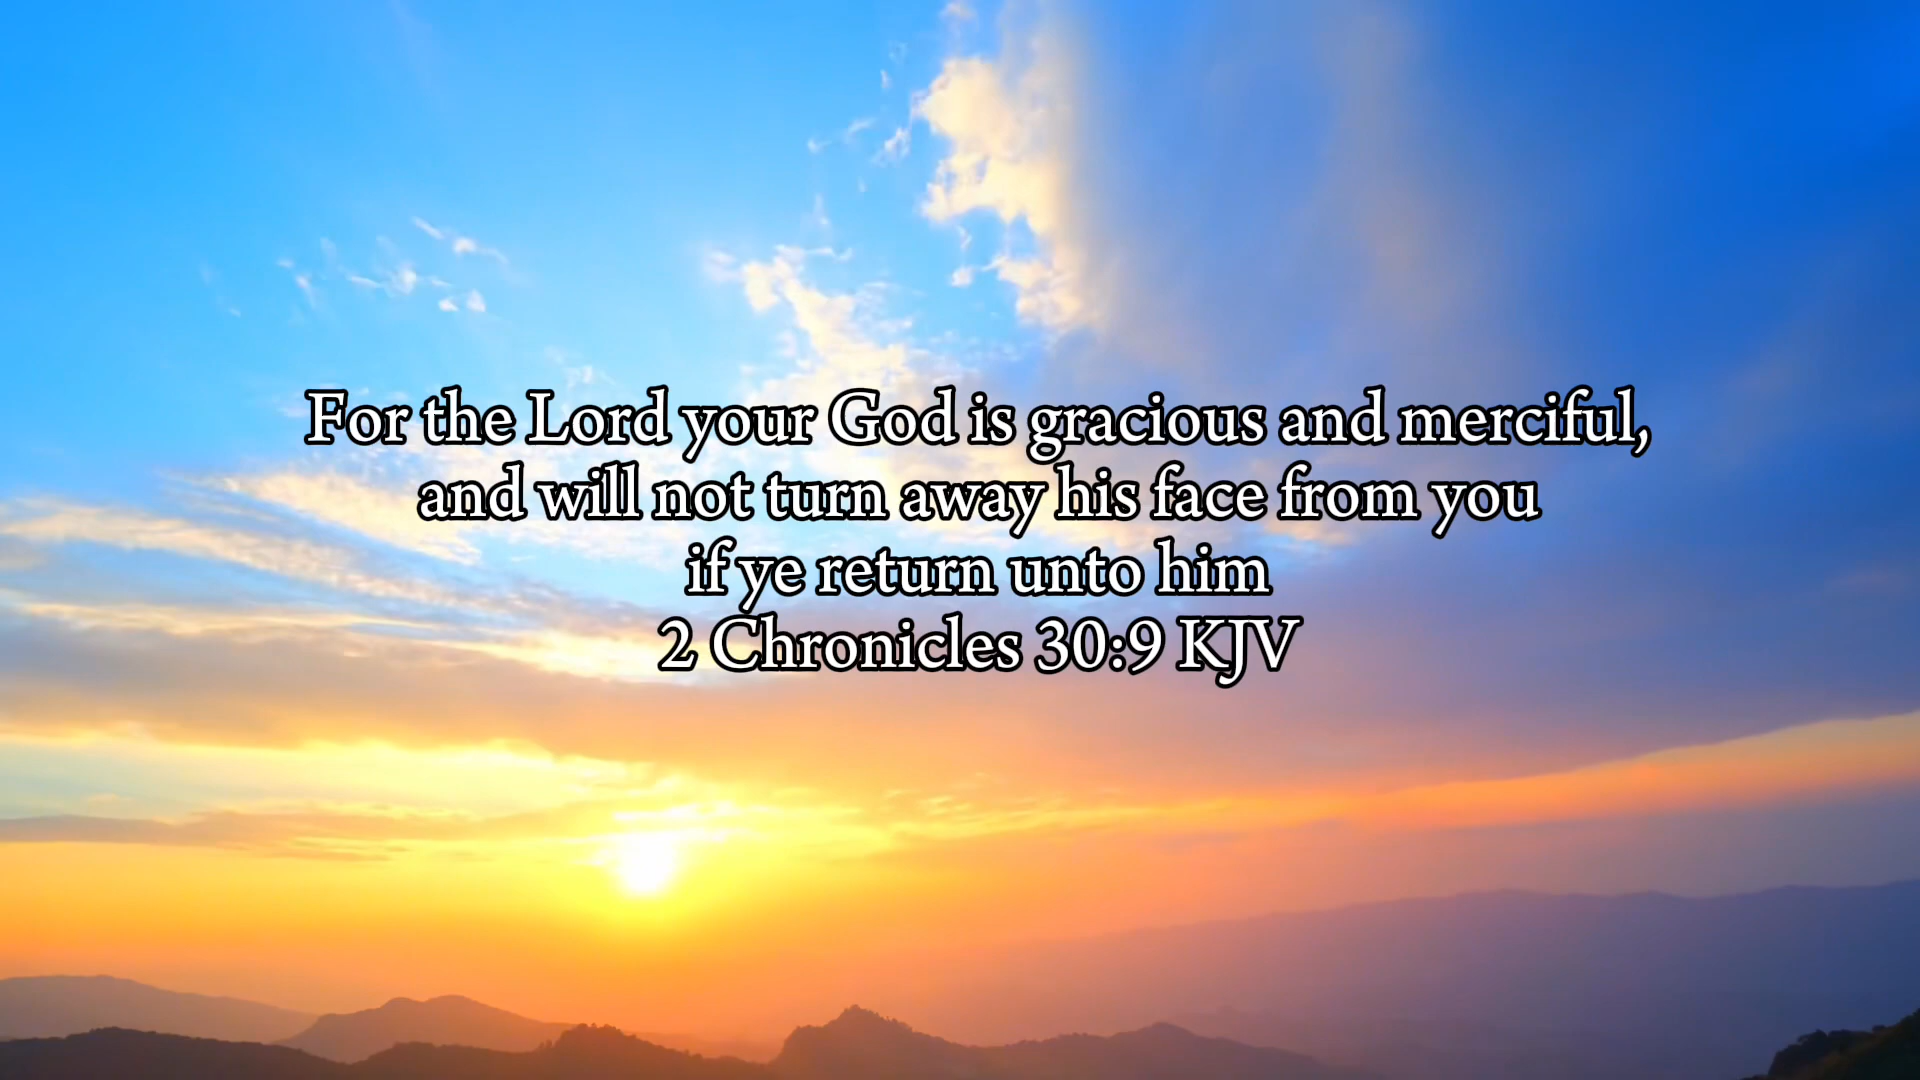 For the Lord your God is gracious and merciful,
and will not turn away his face from you
if ye return unto him
2 Chronicles 30:9 KJV